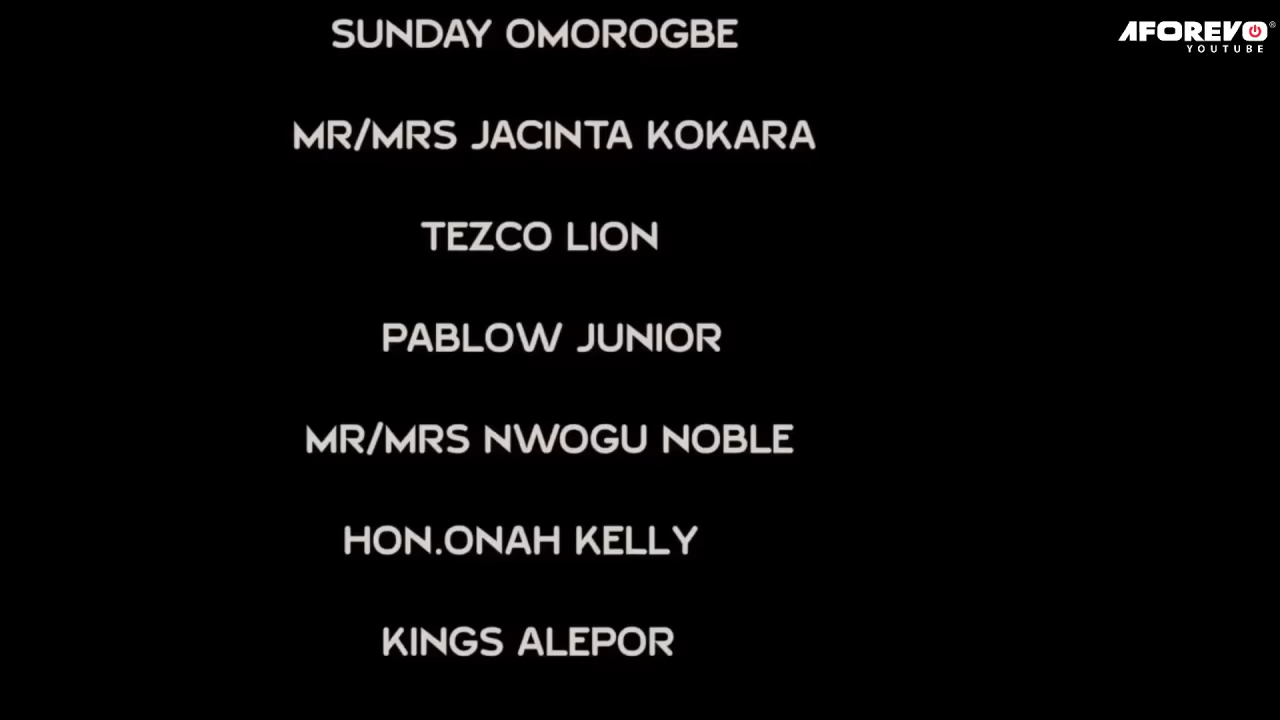 SUNDAY OMOROGBE
AFOREVO®
YOUTUBE
MR/MRS JACINTA KOKARA
TEZCO LION
PABLOW JUNIOR
MR/MRS NWOGU NOBLE
HON.ONAH KELLY
KINGS ALEPOR